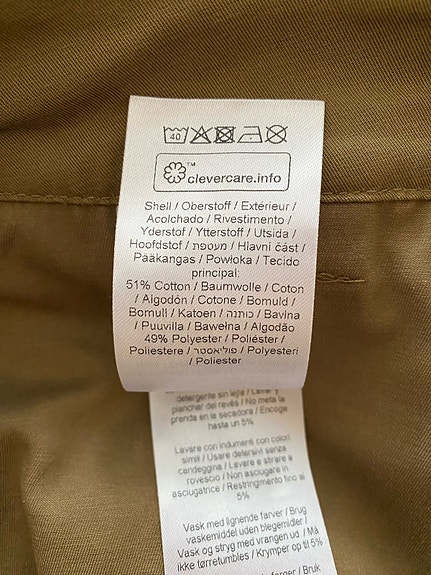 40
™
clevercare.info
Shell / Oberstoff / Extérieur /
Acolchado / Rivestimento /
Yderstof / Ytterstoff / Utsida /
Hoofdstof / מעטפת / Hlavní část /
Pääkangas / Powłoka / Tecido
principal:
51% Cotton / Baumwolle / Coton
/ Algodón / Cotone / Bomuld /
Bomull / Katoen / כותנה / Bavlna
/ Puuvilla / Bawełna / Algodão
49% Polyester / Poliéster /
Poliestere / פוליאסטר / Polyesteri
/ Poliester
detergente sin lejía / Lavar y
planchar del revés / No meta la
prenda en la secadora / Encoge
hasta un 5%
Lavare con indumenti con colori
simili / Usare detersivi senza
candeggina / Lavare e stirare a
rovescio / Non asciugare in
asciugatrice / Restringimento fino al
5%
Vask med lignende farver / Brug
vaskemiddel uden blegemidler /
Vask og stryg med vrangen ud / Må
ikke tørretumbles / Krymper op til 5%
farger / Bruk